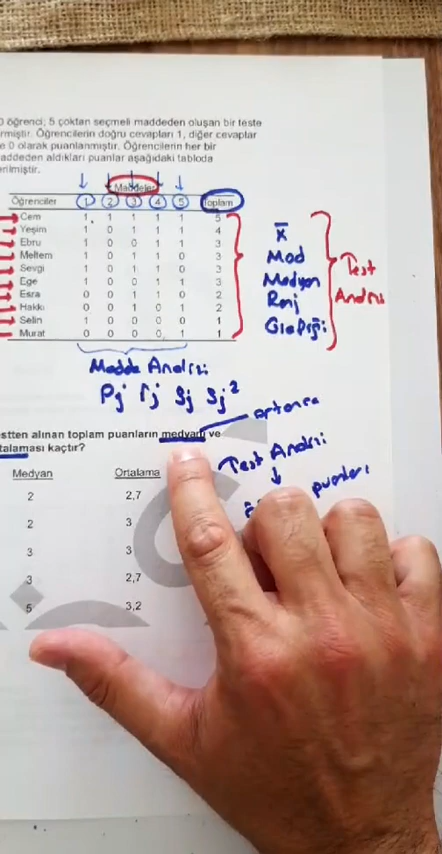 0 öğrenci, 5 çoktan seçmeli maddeden oluşan bir teste
rmiştir. Öğrencilerin doğru cevapları 1, diğer cevaplar
e 0 olarak puanlanmıştır. Öğrencilerin her bir
addeden aldıkları puanlar aşağıdaki tabloda
enilmiştir.
Maddeler
Öğrenciler 1 2 3 4 5 Toplam
Cem 1 1 1 1 1 5
Yeşim 1 0 1 1 1 4
Ebru 1 0 0 1 1 3
Meltem 1 0 1 1 0 3
Sevgi 1 1 0 1 0 3
Ege 1 1 1 0 0 3
Esra 0 0 1 1 0 2
Hakkı 0 0 1 0 1 2
Selin 1 0 0 0 0 1
Murat 0 0 0 0 1 1
x̄
Mod
Medyan
Ranj
Test
Analizi
Madde Analizi
Pj rj Sj Sj²
estten alınan toplam puanların medyanı ve
talaması kaçtır?
Ortanca
Test Analizi
puanları
Medyan Ortalama
2 2,7
2 3
3 3
3 2,7
5 3,2